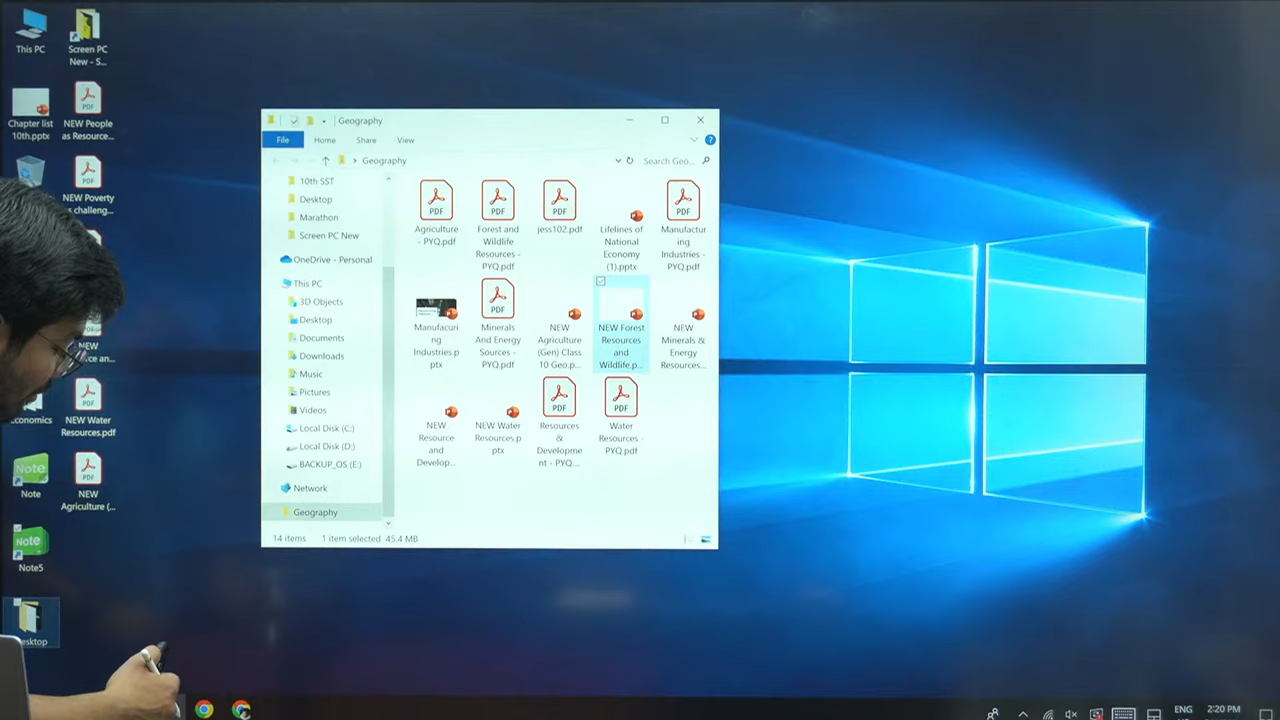 This PC
Screen PC
New - S...
Chapter list
10th.pptx
NEW People
as Resource...
NEW Poverty
challeng...
NEW
ce an...
conomics
NEW Water
Resources.pdf
Note
NEW
Agriculture (...
Note5
esktop
Geography
File
Home
Share
View
Geography
Search Geo...
10th SST
Desktop
Marathon
Screen PC New
OneDrive - Personal
This PC
3D Objects
Desktop
Documents
Downloads
Music
Pictures
Videos
Local Disk (C:)
Local Disk (D:)
BACKUP_OS (E:)
Network
Geography
PDF
Agriculture
- PYQ.pdf
PDF
Forest and
Wildlife
Resources -
PYQ.pdf
PDF
jess102.pdf
Lifelines of
National
Economy
(1).pptx
PDF
Manufactur
ing
Industries -
PYQ.pdf
Manufacturi
ng
Industries.p
ptx
PDF
Minerals
And Energy
Sources -
PYQ.pdf
NEW
Agriculture
(Gen) Class
10 Geo.p...
NEW Forest
Resources
and
Wildlife.p...
NEW
Minerals &
Energy
Resources...
NEW
Resource
and
Develop...
NEW Water
Resources.p
ptx
PDF
Resources
&
Developme
nt - PYQ...
PDF
Water
Resources -
PYQ.pdf
14 items
1 item selected 45.4 MB
ENG
2:20 PM